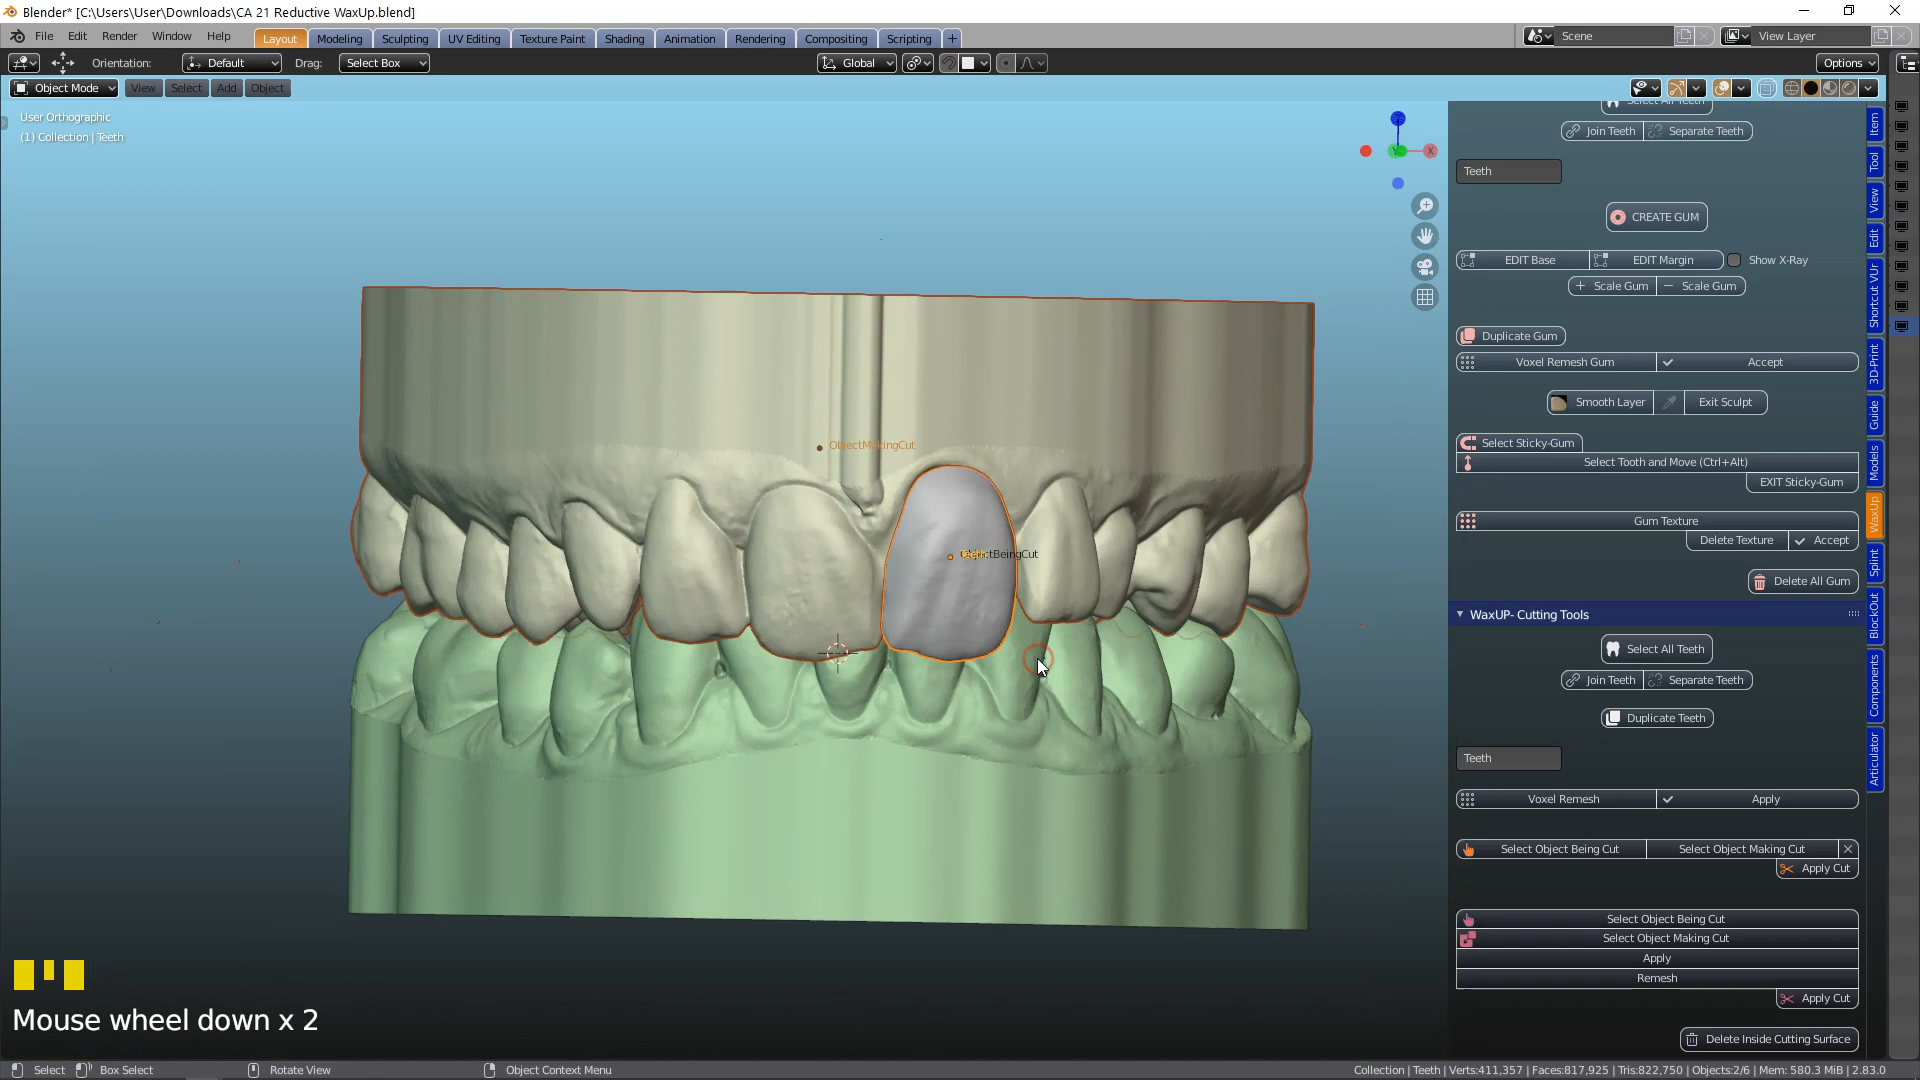 Blender* [C:\Users\User\Downloads\CA 21 Reductive WaxUp.blend]
File Edit Render Window Help Layout Modeling Sculpting UV Editing Texture Paint Shading Animation Rendering Compositing Scripting + Scene View Layer
Orientation: Default Drag: Select Box Global Options
Object Mode View Select Add Object
User Orthographic
(1) Collection | Teeth
Select All Teeth
Join Teeth Separate Teeth
Teeth
CREATE GUM
EDIT Base EDIT Margin Show X-Ray
+ Scale Gum − Scale Gum
Duplicate Gum
Voxel Remesh Gum Accept
Smooth Layer Exit Sculpt
Select Sticky-Gum
Select Tooth and Move (Ctrl+Alt)
EXIT Sticky-Gum
Gum Texture
Delete Texture Accept
Delete All Gum
WaxUP- Cutting Tools
Select All Teeth
Join Teeth Separate Teeth
Duplicate Teeth
Teeth
Voxel Remesh Apply
Select Object Being Cut Select Object Making Cut
Apply Cut
Select Object Being Cut
Select Object Making Cut
Apply
Remesh
Apply Cut
Delete Inside Cutting Surface
Item
Tool
View
Edit
Shortcut VUr
3D-Print
Guide
Models
WaxUp
Splint
BlockOut
Components
Articulator
Z
X
Y
ObjectMakingCut
Mouse wheel down x 2
Select Box Select Rotate View Object Context Menu Collection | Teeth | Verts:411,357 | Faces:817,925 | Tris:822,750 | Objects:2/6 | Mem: 580.3 MiB | 2.83.0